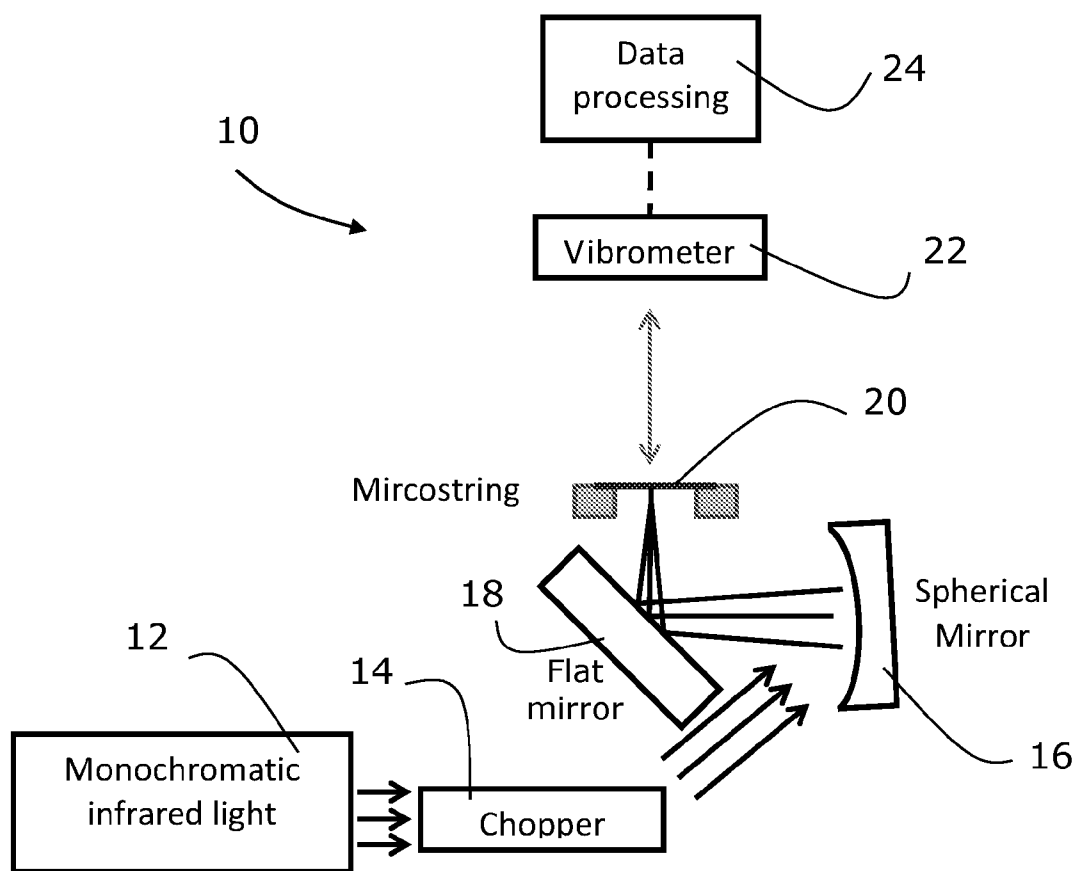 Data
processing
24
10
Vibrometer
22
20
Mircostring
18
Spherical
Mirror
12
14
Flat
mirror
16
Monochromatic
infrared light
Chopper